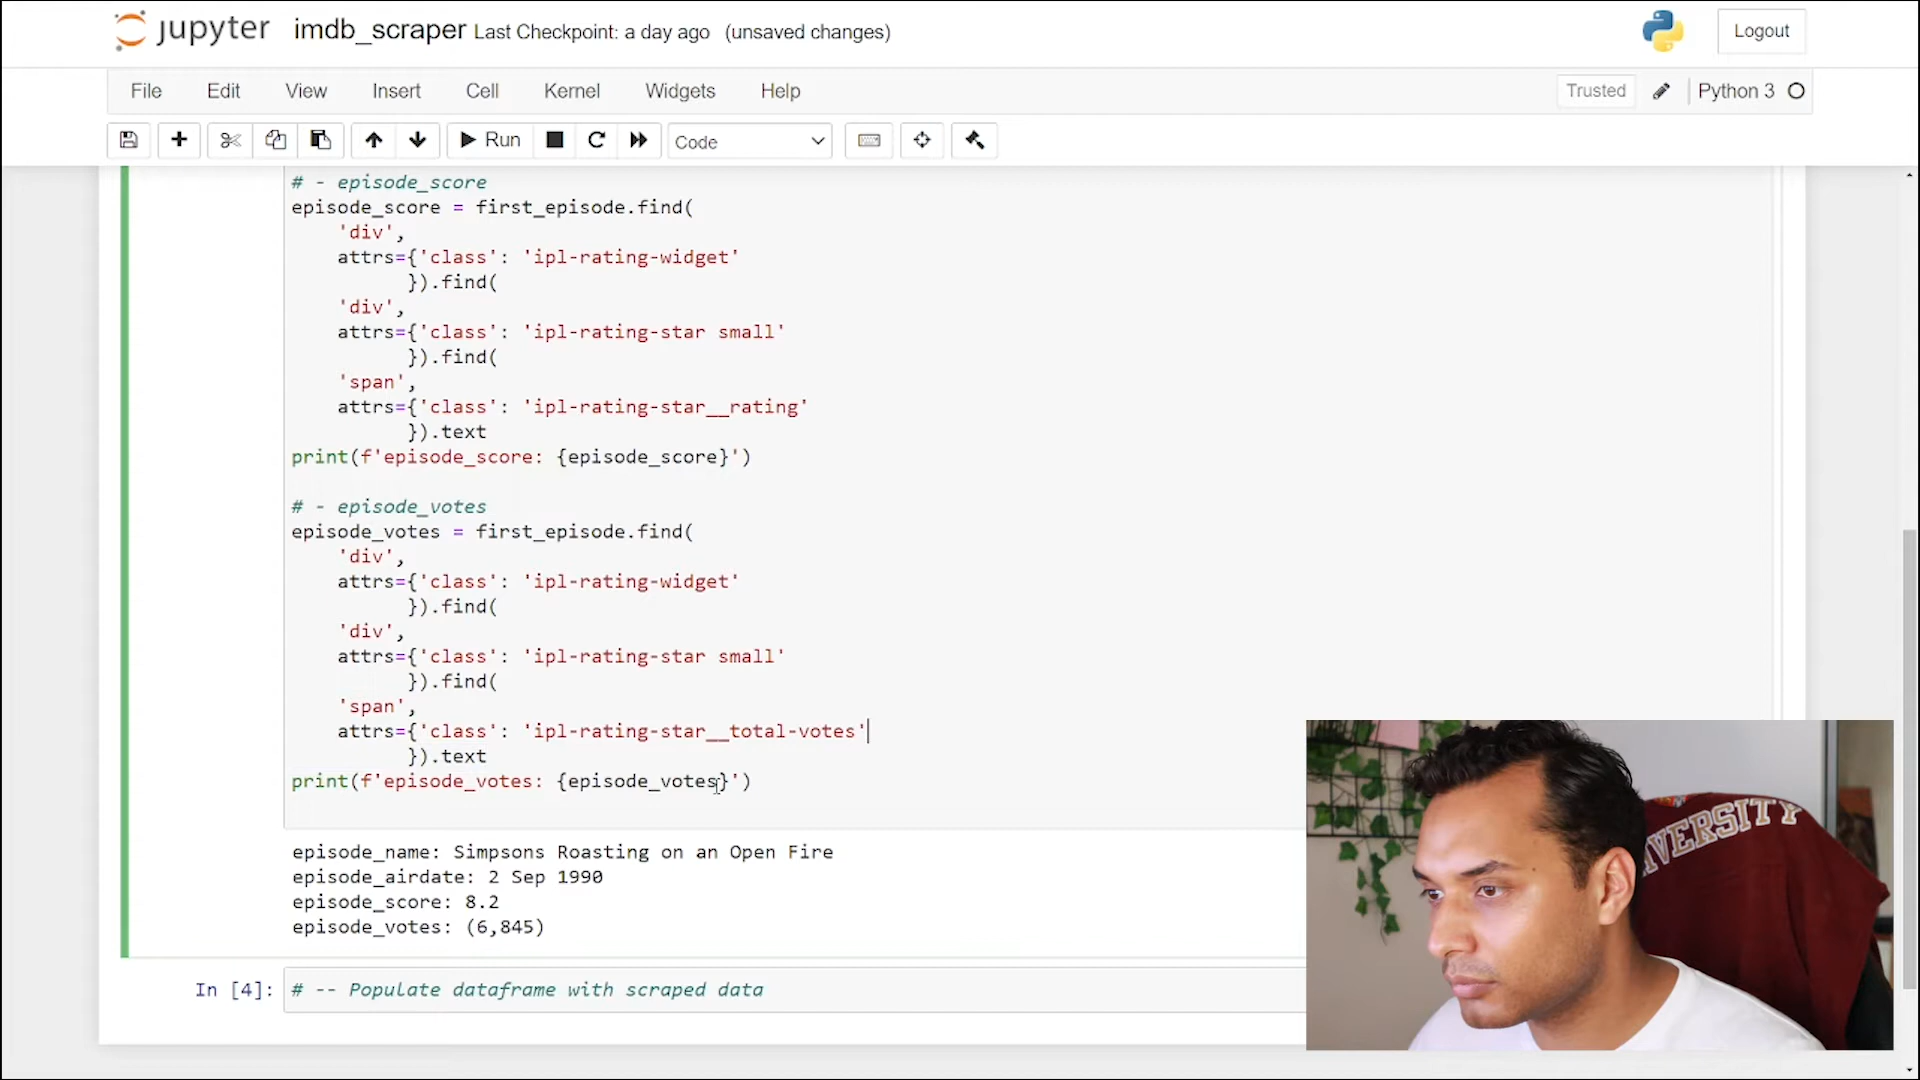 jupyter imdb_scraper Last Checkpoint: a day ago (unsaved changes) Logout
File Edit View Insert Cell Kernel Widgets Help Trusted Python 3
Run Code
# - episode_score
episode_score = first_episode.find(
'div',
attrs={'class': 'ipl-rating-widget'
}).find(
'div',
attrs={'class': 'ipl-rating-star small'
}).find(
'span',
attrs={'class': 'ipl-rating-star__rating'
}).text
print(f'episode_score: {episode_score}')
# - episode_votes
episode_votes = first_episode.find(
'div',
attrs={'class': 'ipl-rating-widget'
}).find(
'div',
attrs={'class': 'ipl-rating-star small'
}).find(
'span',
attrs={'class': 'ipl-rating-star__total-votes'
}).text
print(f'episode_votes: {episode_votes}')
episode_name: Simpsons Roasting on an Open Fire
episode_airdate: 2 Sep 1990
episode_score: 8.2
episode_votes: (6,845)
In [4]: # -- Populate dataframe with scraped data
VERSITY